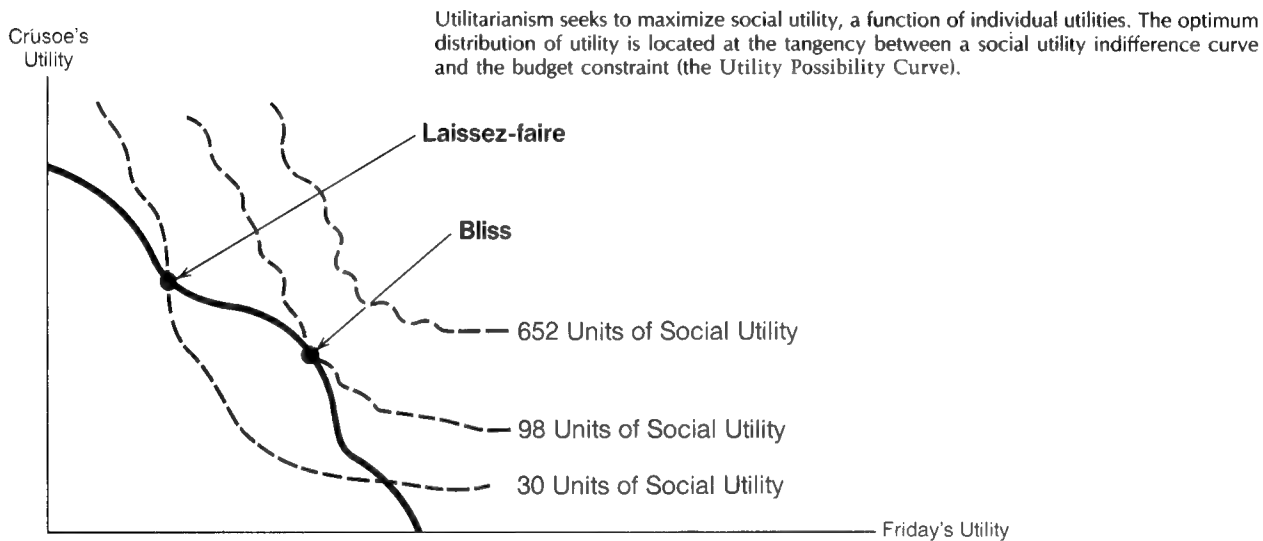 Utilitarianism seeks to maximize social utility, a function of individual utilities. The optimum
distribution of utility is located at the tangency between a social utility indifference curve
and the budget constraint (the Utility Possibility Curve).
Crusoe's
Utility
Laissez-faire
Bliss
652 Units of Social Utility
98 Units of Social Utility
30 Units of Social Utility
Friday's Utility